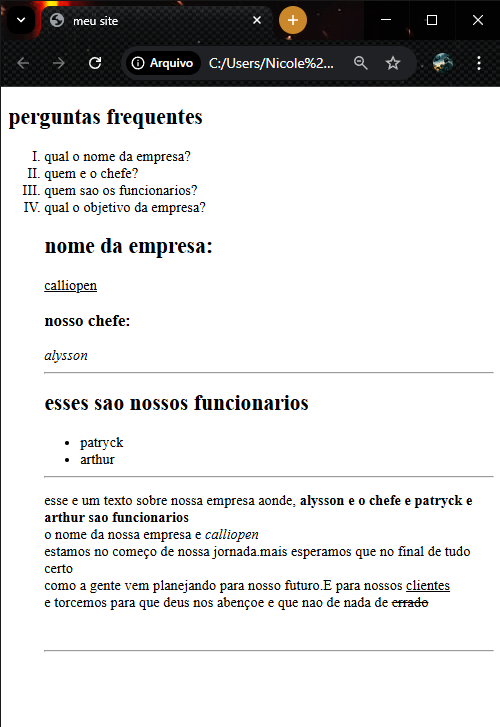 meu site
Arquivo C:/Users/Nicole%2...
perguntas frequentes
I. qual o nome da empresa?
II. quem e o chefe?
III. quem sao os funcionarios?
IV. qual o objetivo da empresa?
nome da empresa:
calliopen
nosso chefe:
alysson
esses sao nossos funcionarios
• patryck
• arthur
esse e um texto sobre nossa empresa aonde, alysson e o chefe e patryck e
arthur sao funcionarios
o nome da nossa empresa e calliopen
estamos no começo de nossa jornada.mais esperamos que no final de tudo
certo
como a gente vem planejando para nosso futuro.E para nossos clientes
e torcemos para que deus nos abençoe e que nao de nada de errado